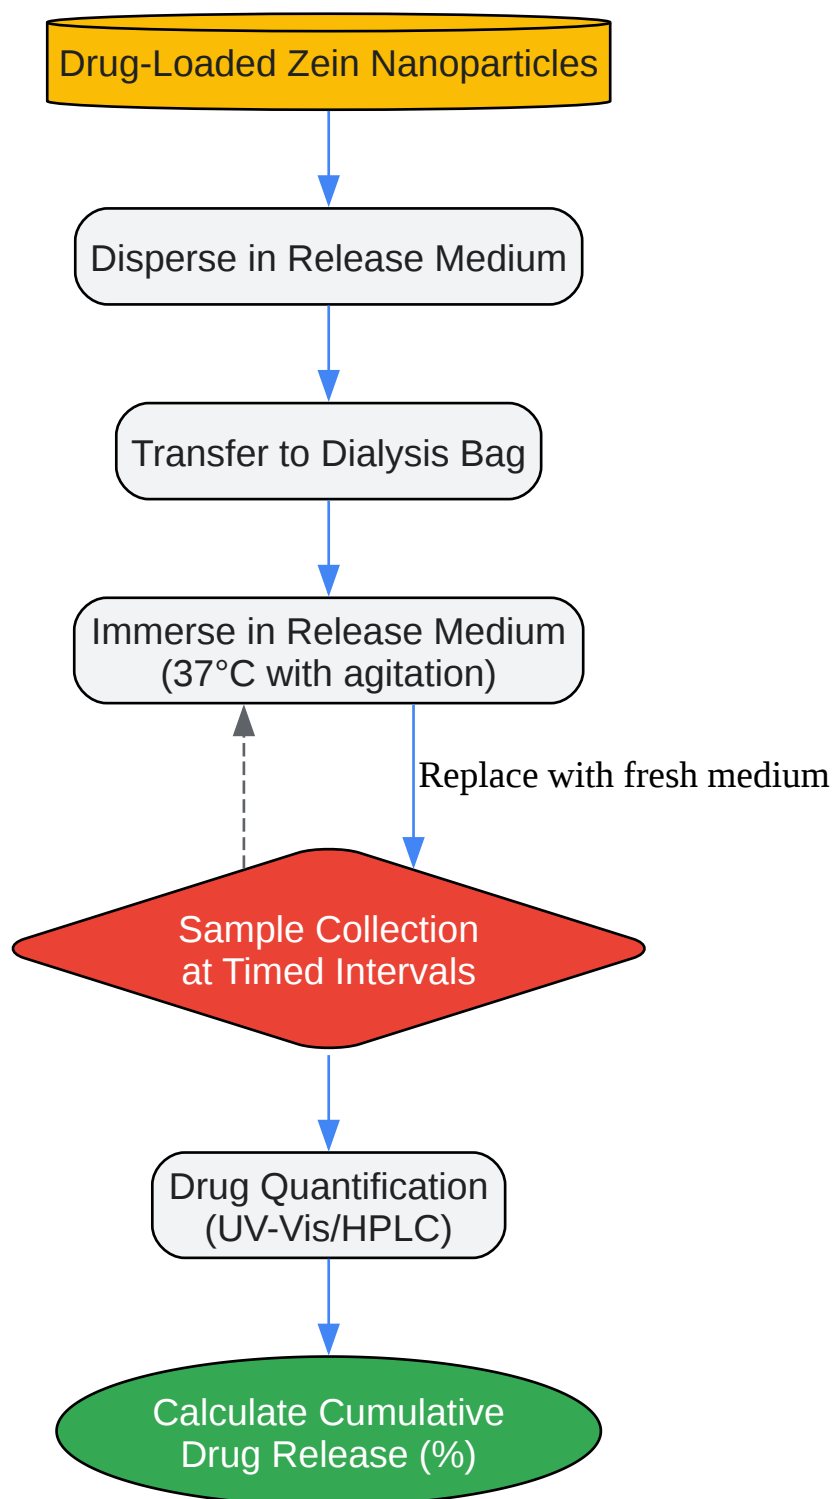 Drug-Loaded Zein Nanoparticles
Disperse in Release Medium
Transfer to Dialysis Bag
Immerse in Release Medium
(37°C with agitation)
Replace with fresh medium
Sample Collection
at Timed Intervals
Drug Quantification
(UV-Vis/HPLC)
Calculate Cumulative
Drug Release (%)